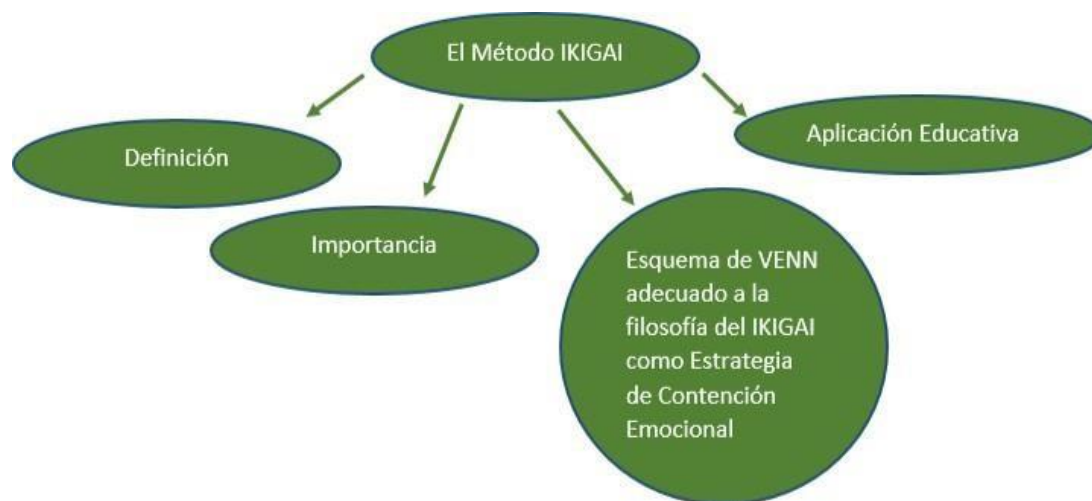 El Método IKIGAI
Definición
Importancia
Esquema de VENN
adecuado a la
filosofía del IKIGAI
como Estrategia
de Contención
Emocional
Aplicación Educativa